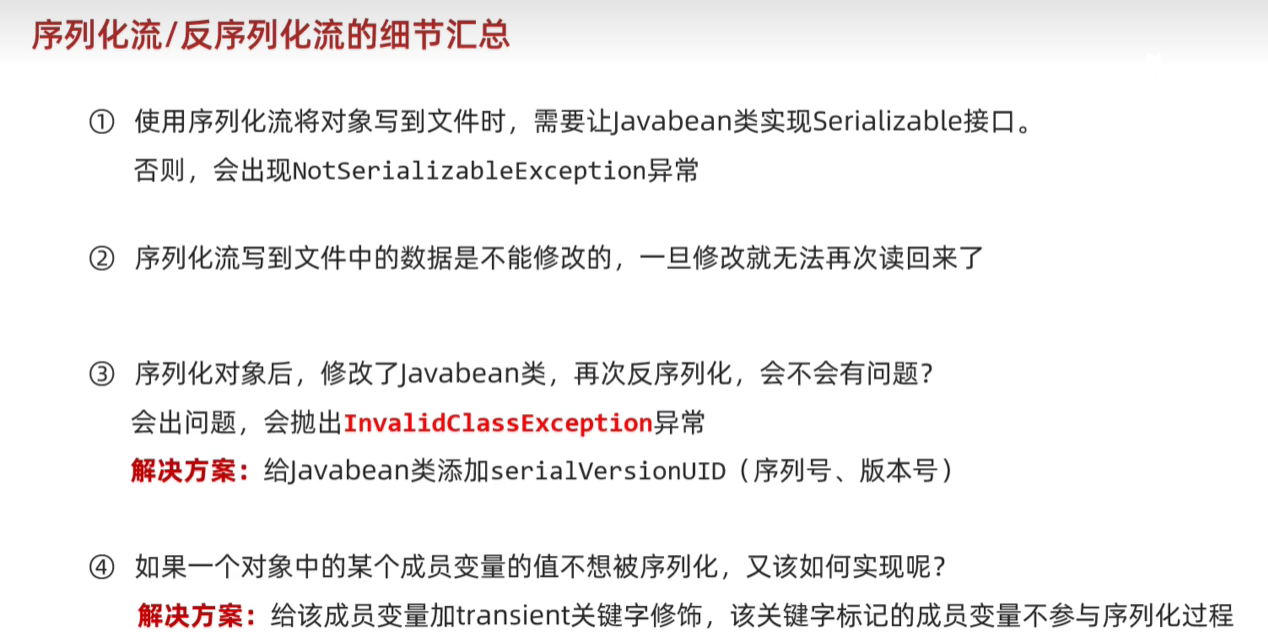 序列化流/反序列化流的细节汇总
① 使用序列化流将对象写到文件时，需要让Javabean类实现Serializable接口。
否则，会出现NotSerializableException异常
② 序列化流写到文件中的数据是不能修改的，一旦修改就无法再次读回来了
③ 序列化对象后，修改了Javabean类，再次反序列化，会不会有问题？
会出问题，会抛出InvalidClassException异常
解决方案：给Javabean类添加serialVersionUID（序列号、版本号）
④ 如果一个对象中的某个成员变量的值不想被序列化，又该如何实现呢？
解决方案：给该成员变量加transient关键字修饰，该关键字标记的成员变量不参与序列化过程